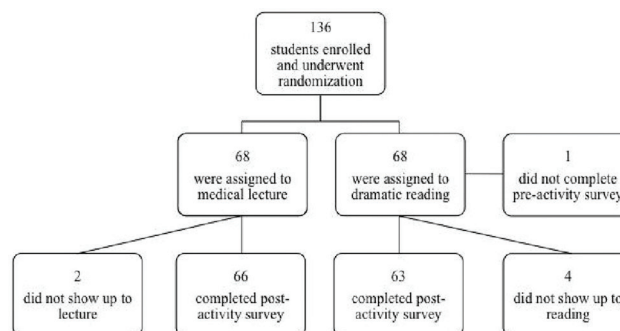 136
students enrolled
and underwent
randomization
68
were assigned to
medical lecture
68
were assigned to
dramatic reading
1
did not complete
pre-activity survey
2
did not show up to
lecture
66
completed post-
activity survey
63
completed post-
activity survey
4
did not show up to
reading